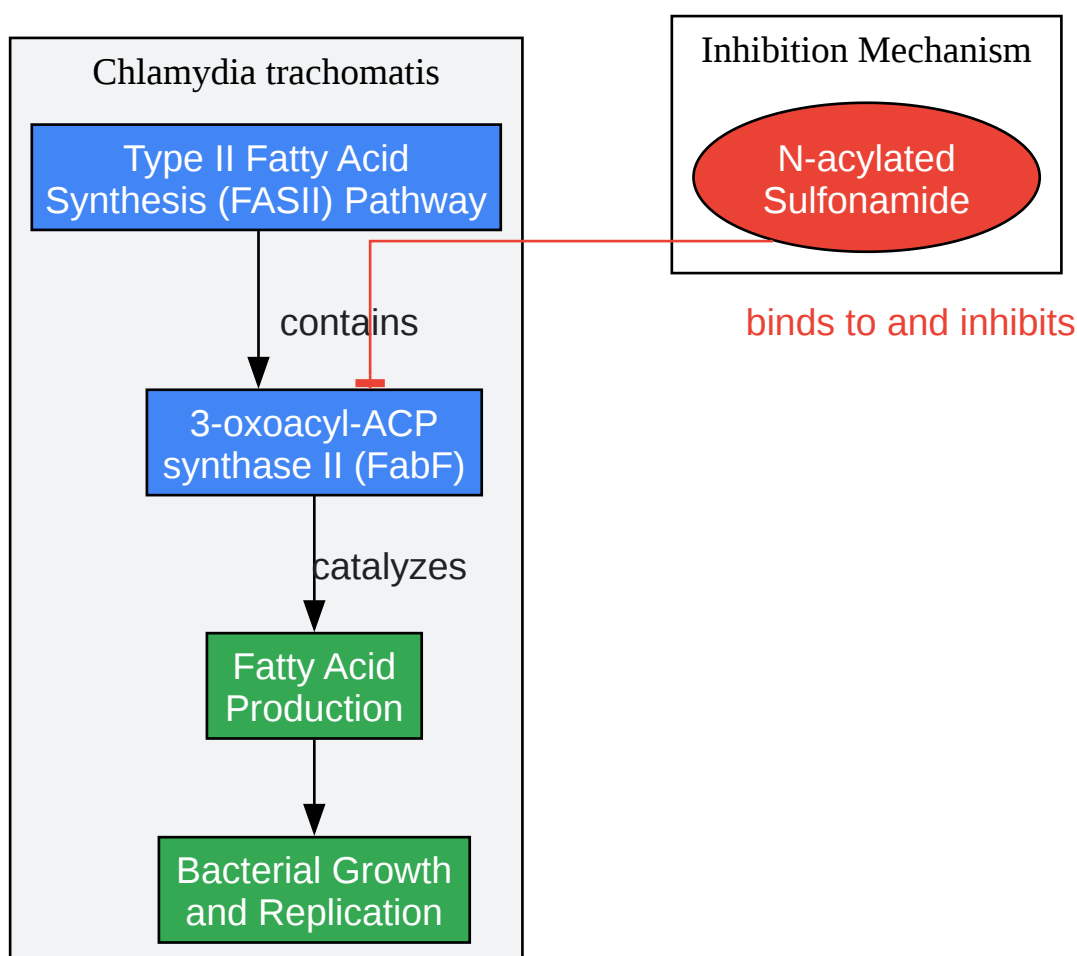 Chlamydia trachomatis
Type II Fatty Acid
Synthesis (FASII) Pathway
contains
3-oxoacyl-ACP
synthase II (FabF)
catalyzes
Fatty Acid
Production
Bacterial Growth
and Replication
Inhibition Mechanism
N-acylated
Sulfonamide
binds to and inhibits